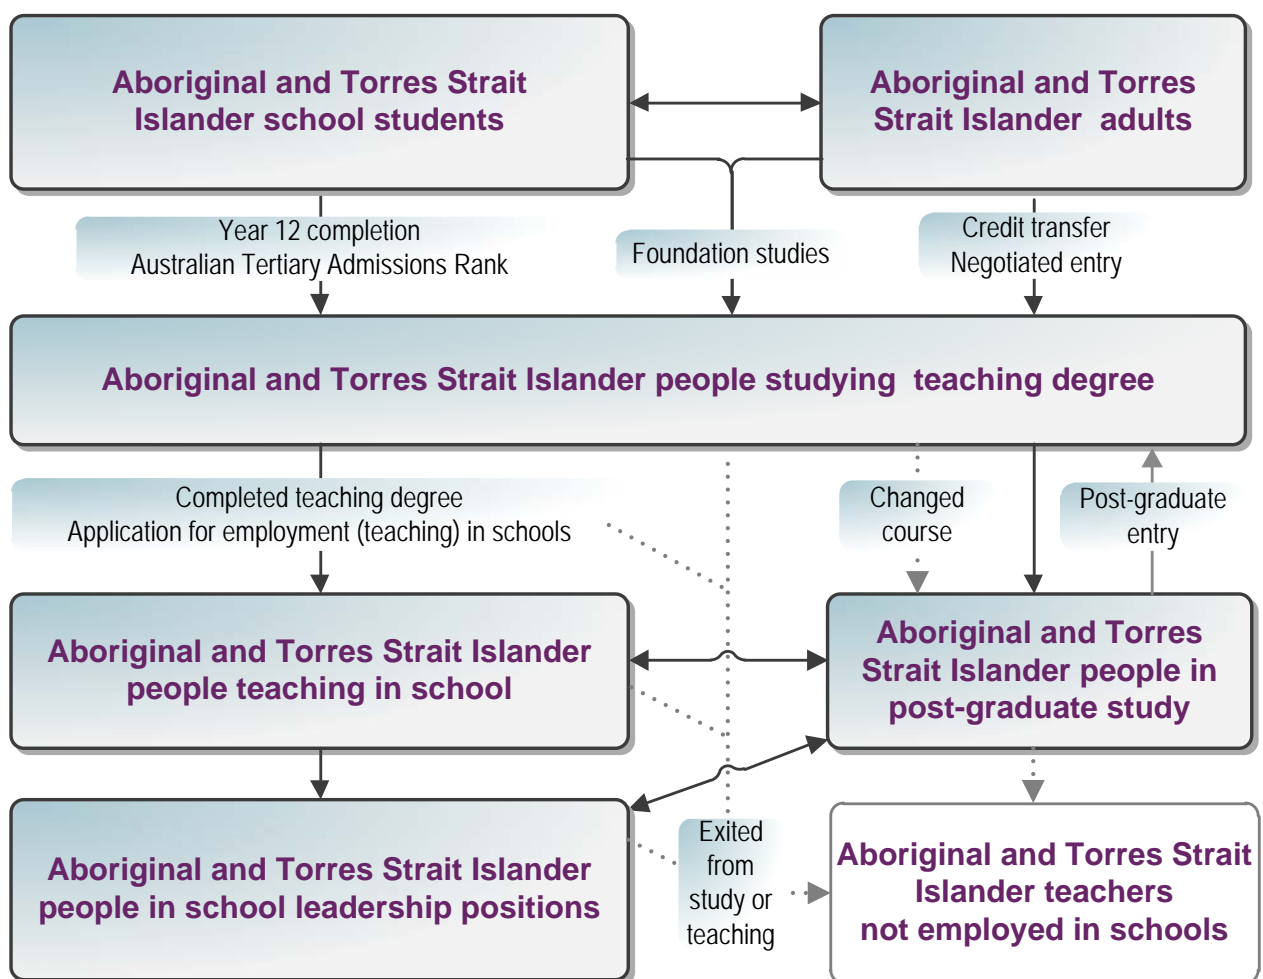 Aboriginal and Torres Strait
Islander school students
Aboriginal and Torres
Strait Islander adults
Year 12 completion
Australian Tertiary Admissions Rank
Foundation studies
Credit transfer
Negotiated entry
Aboriginal and Torres Strait Islander people studying teaching degree
Completed teaching degree
Application for employment (teaching) in schools
Changed
course
Post-graduate
entry
Aboriginal and Torres Strait Islander
people teaching in school
Aboriginal and Torres
Strait Islander people in
post-graduate study
Aboriginal and Torres Strait Islander
people in school leadership positions
Exited
from
study or
teaching
Aboriginal and Torres Strait
Islander teachers
not employed in schools